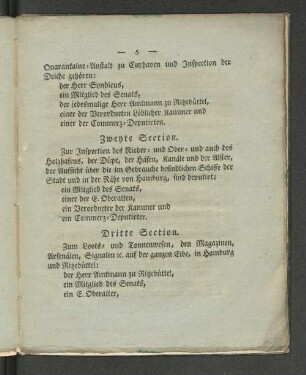 — 5 —
Quarantaine-Anstalt zu Cuxhaven und Inspection der
Deiche gehören:
der Herr Syndicus,
ein Mitglied des Senats,
der jedesmalige Herr Amtmann zu Ritzebüttel,
einer der Verordneten Löblicher Kammer und
einer der Commerz-Deputirten.
Zweyte Section.
Zur Inspection des Nieder- und Ober- und auch des
Holzhafens, der Düpe, der Häfen, Kanäle und der Alster,
der Aufsicht über die im Gebrauche befindlichen Schiffe der
Stadt und in der Nähe von Hamburg, sind deputirt:
ein Mitglied des Senats,
einer der E. Oberalten,
ein Verordneter der Kammer und
ein Commerz-Deputirter.
Dritte Section.
Zum Loots- und Tonnenwesen, den Magazinen,
Arsenälen, Signalen ꝛc. auf der ganzen Elbe, in Hamburg
und Ritzebüttel:
der Herr Amtmann zu Ritzebüttel,
ein Mitglied des Senats,
ein E. Oberalter,